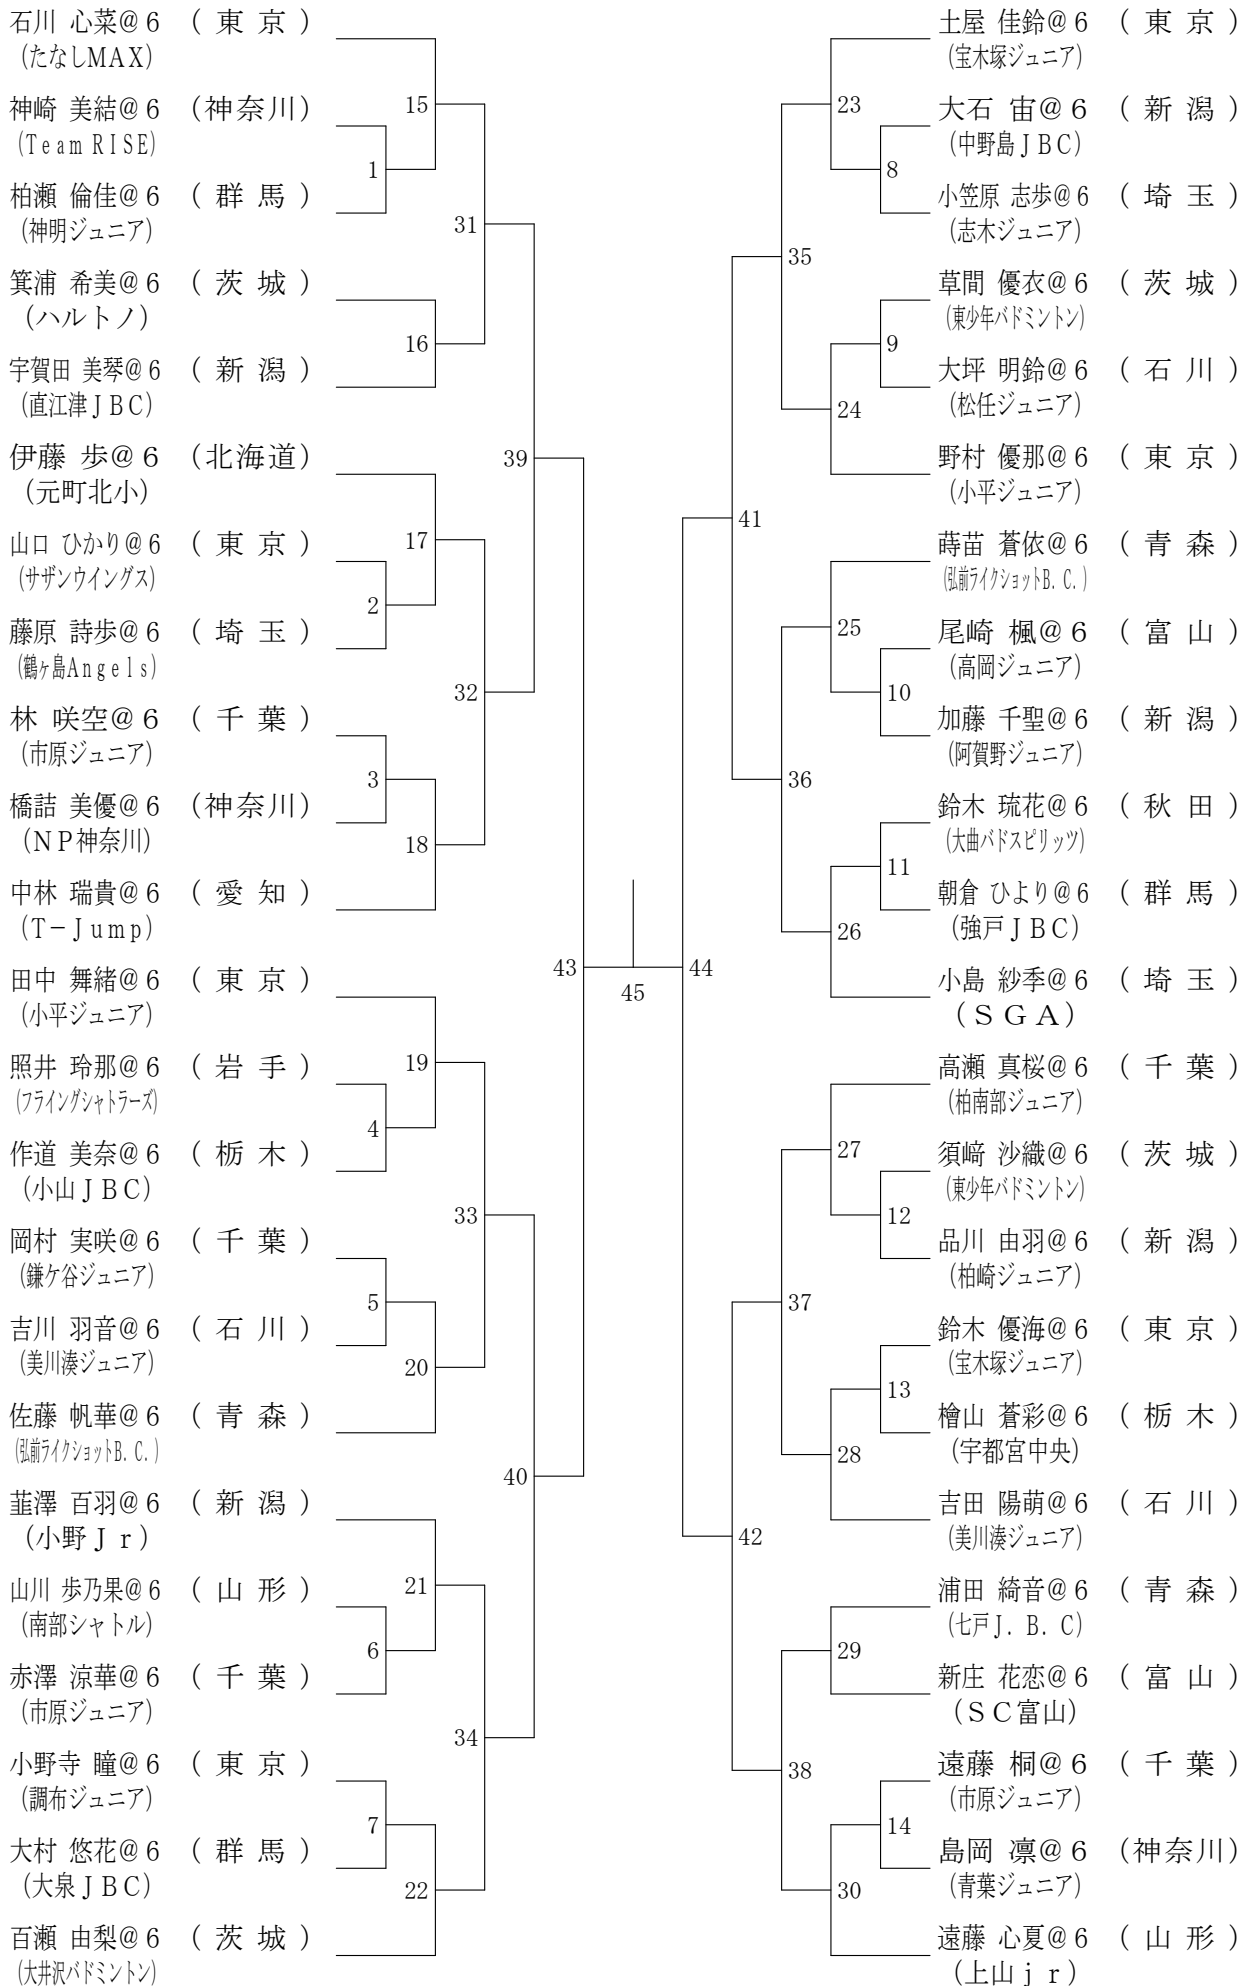 石川 心菜@６ （ 東 京 ）
（たなしMAX）
神崎 美結@６ （神奈川）
（Team RISE）
柏瀬 倫佳@６ （ 群 馬 ）
（神明ジュニア）
箕浦 希美@６ （ 茨 城 ）
（ハルトノ）
宇賀田 美琴@６ （ 新 潟 ）
（直江津ＪＢＣ）
伊藤 歩@６ （北海道）
（元町北小）
山口 ひかり@６ （ 東 京 ）
（サザンウイングス）
藤原 詩歩@６ （ 埼 玉 ）
（鶴ヶ島Angels）
林 咲空@６ （ 千 葉 ）
（市原ジュニア）
橋詰 美優@６ （神奈川）
（ＮＰ神奈川）
中林 瑞貴@６ （ 愛 知 ）
（Ｔ－Ｊｕｍｐ）
田中 舞緒@６ （ 東 京 ）
（小平ジュニア）
照井 玲那@６ （ 岩 手 ）
（フライングシャトラーズ）
作道 美奈@６ （ 栃 木 ）
（小山ＪＢＣ）
岡村 実咲@６ （ 千 葉 ）
（鎌ケ谷ジュニア）
吉川 羽音@６ （ 石 川 ）
（美川湊ジュニア）
佐藤 帆華@６ （ 青 森 ）
（弘前ライクショットB．C．）
韮澤 百羽@６ （ 新 潟 ）
（小野Ｊｒ）
山川 歩乃果@６ （ 山 形 ）
（南部シャトル）
赤澤 涼華@６ （ 千 葉 ）
（市原ジュニア）
小野寺 瞳@６ （ 東 京 ）
（調布ジュニア）
大村 悠花@６ （ 群 馬 ）
（大泉ＪＢＣ）
百瀬 由梨@６ （ 茨 城 ）
（大井沢バドミントン）
1
2
3
4
5
6
7
15
16
17
18
19
20
21
22
31
32
33
34
39
40
43
45
44
41
42
35
36
37
38
23
24
25
26
27
28
29
30
8
9
10
11
12
13
14
土屋 佳鈴@６ （ 東 京 ）
（宝木塚ジュニア）
大石 宙@６ （ 新 潟 ）
（中野島ＪＢＣ）
小笠原 志歩@６ （ 埼 玉 ）
（志木ジュニア）
草間 優衣@６ （ 茨 城 ）
（東少年バドミントン）
大坪 明鈴@６ （ 石 川 ）
（松任ジュニア）
野村 優那@６ （ 東 京 ）
（小平ジュニア）
蒔苗 蒼依@６ （ 青 森 ）
（弘前ライクショットB．C．）
尾崎 楓@６ （ 富 山 ）
（高岡ジュニア）
加藤 千聖@６ （ 新 潟 ）
（阿賀野ジュニア）
鈴木 琉花@６ （ 秋 田 ）
（大曲バドスピリッツ）
朝倉 ひより@６ （ 群 馬 ）
（強戸ＪＢＣ）
小島 紗季@６ （ 埼 玉 ）
（ＳＧＡ）
高瀬 真桜@６ （ 千 葉 ）
（柏南部ジュニア）
須﨑 沙織@６ （ 茨 城 ）
（東少年バドミントン）
品川 由羽@６ （ 新 潟 ）
（柏崎ジュニア）
鈴木 優海@６ （ 東 京 ）
（宝木塚ジュニア）
檜山 蒼彩@６ （ 栃 木 ）
（宇都宮中央）
吉田 陽萌@６ （ 石 川 ）
（美川湊ジュニア）
浦田 綺音@６ （ 青 森 ）
（七戸Ｊ．Ｂ．Ｃ）
新庄 花恋@６ （ 富 山 ）
（ＳＣ富山）
遠藤 桐@６ （ 千 葉 ）
（市原ジュニア）
島岡 凛@６ （神奈川）
（青葉ジュニア）
遠藤 心夏@６ （ 山 形 ）
（上山ｊｒ）